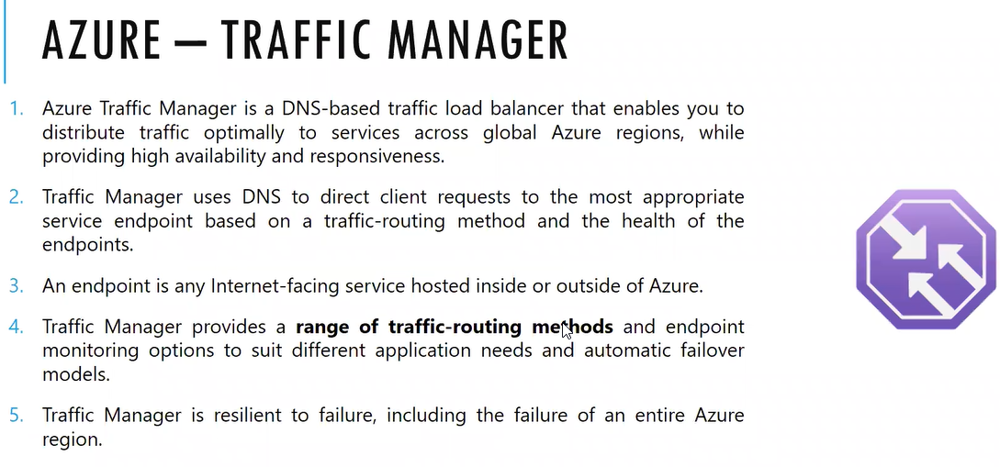 AZURE – TRAFFIC MANAGER
1. Azure Traffic Manager is a DNS-based traffic load balancer that enables you to
distribute traffic optimally to services across global Azure regions, while
providing high availability and responsiveness.
2. Traffic Manager uses DNS to direct client requests to the most appropriate
service endpoint based on a traffic-routing method and the health of the
endpoints.
3. An endpoint is any Internet-facing service hosted inside or outside of Azure.
4. Traffic Manager provides a range of traffic-routing methods and endpoint
monitoring options to suit different application needs and automatic failover
models.
5. Traffic Manager is resilient to failure, including the failure of an entire Azure
region.